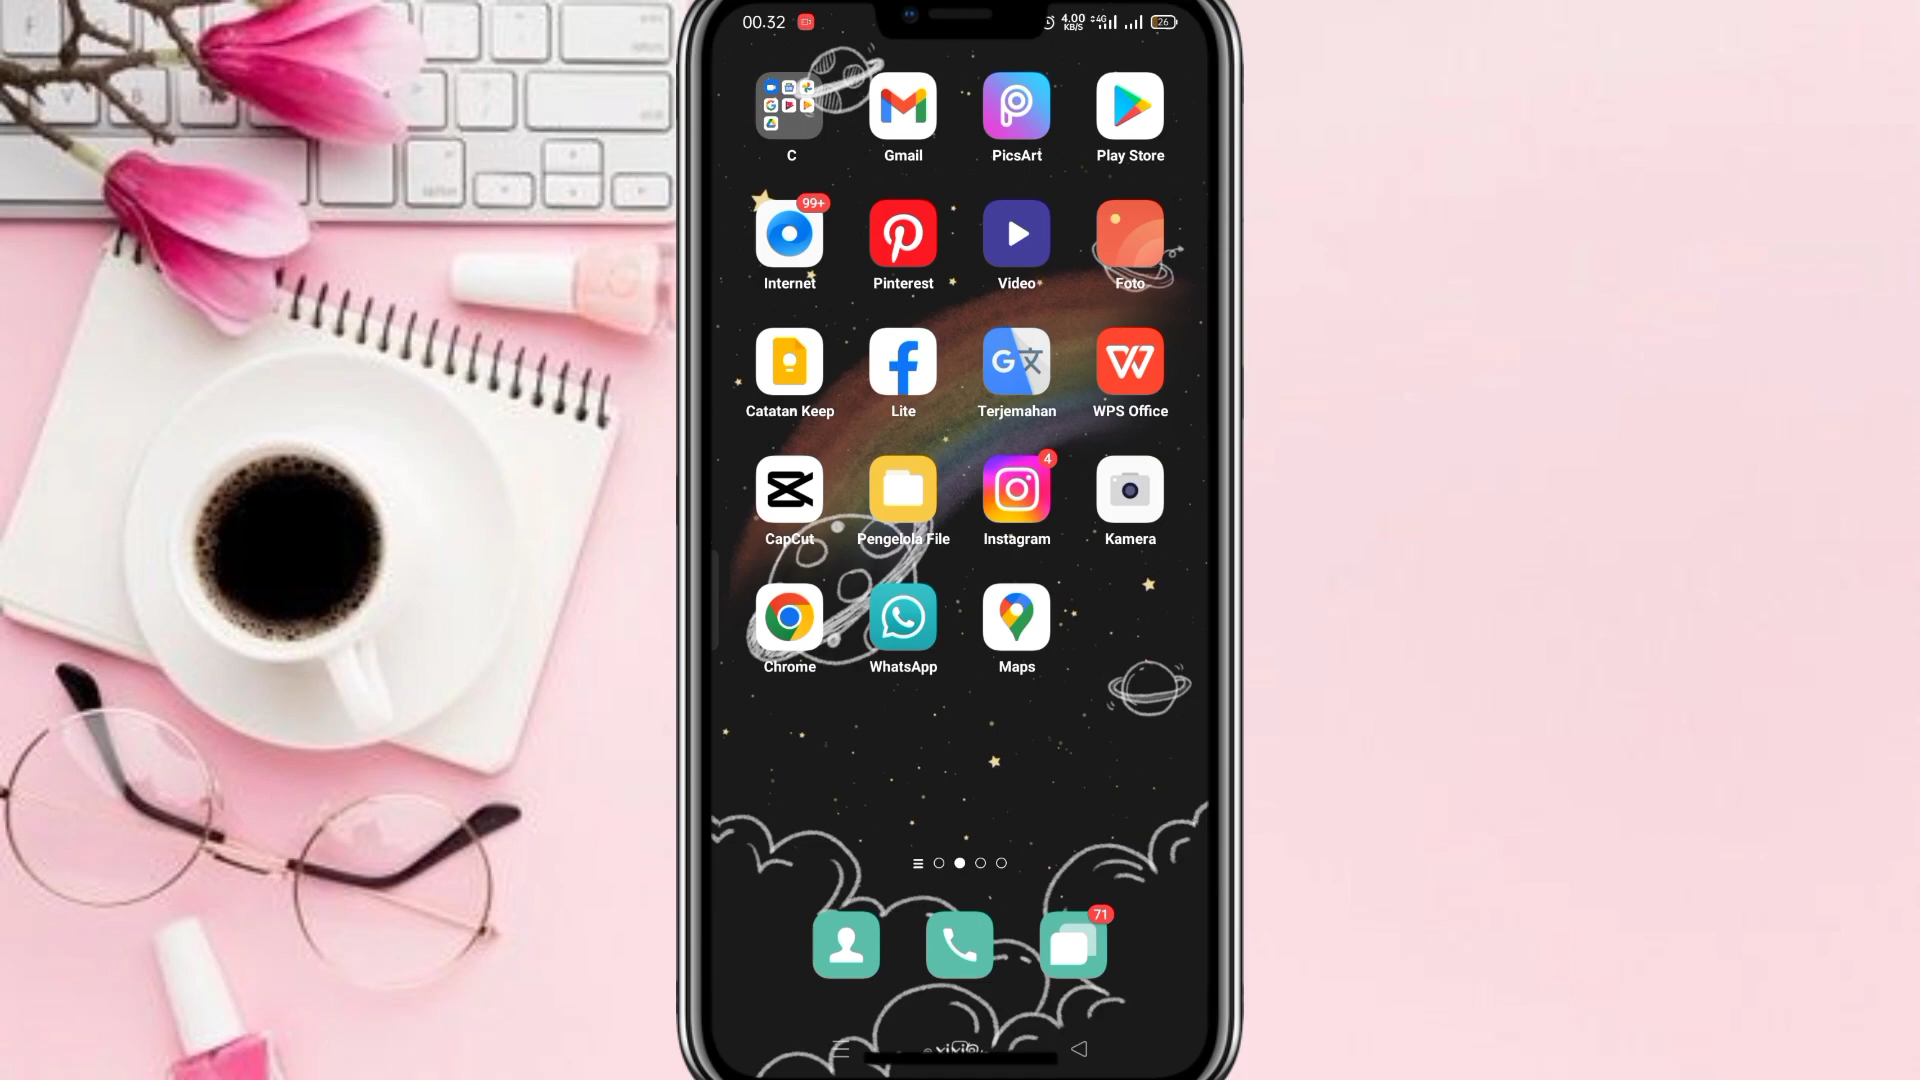 00.32
4.00
KB/S
4G
26
C
Gmail
PicsArt
Play Store
99+
Internet
Pinterest
Video
Foto
Catatan Keep
Lite
Terjemahan
WPS Office
4
CapCut
Pengelola File
Instagram
Kamera
Chrome
WhatsApp
Maps
71